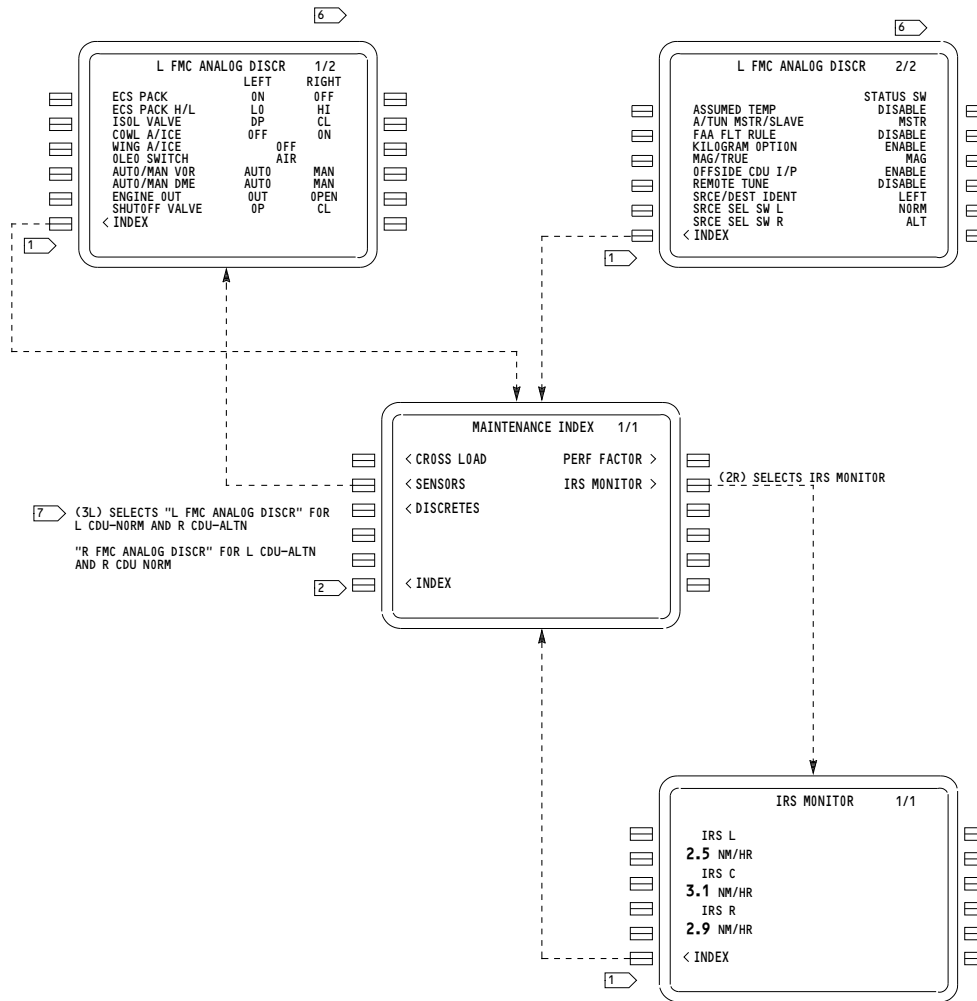 6
L FMC ANALOG DISCR 1/2
LEFT RIGHT
ECS PACK ON OFF
ECS PACK H/L LO HI
ISOL VALVE DP CL
COWL A/ICE OFF ON
WING A/ICE OFF
OLEO SWITCH AIR
AUTO/MAN VOR AUTO MAN
AUTO/MAN DME AUTO MAN
ENGINE OUT OUT OPEN
SHUTOFF VALVE OP CL
< INDEX
1
6
L FMC ANALOG DISCR 2/2
STATUS SW
ASSUMED TEMP DISABLE
A/TUN MSTR/SLAVE MSTR
FAA FLT RULE DISABLE
KILOGRAM OPTION ENABLE
MAG/TRUE MAG
OFFSIDE CDU I/P ENABLE
REMOTE TUNE DISABLE
SRCE/DEST IDENT LEFT
SRCE SEL SW L NORM
SRCE SEL SW R ALT
< INDEX
1
MAINTENANCE INDEX 1/1
< CROSS LOAD PERF FACTOR >
< SENSORS IRS MONITOR >
< DISCRETES
< INDEX
2
(2R) SELECTS IRS MONITOR
7 (3L) SELECTS "L FMC ANALOG DISCR" FOR
L CDU-NORM AND R CDU-ALTN
"R FMC ANALOG DISCR" FOR L CDU-ALTN
AND R CDU NORM
IRS MONITOR 1/1
IRS L
2.5 NM/HR
IRS C
3.1 NM/HR
IRS R
2.9 NM/HR
< INDEX
1